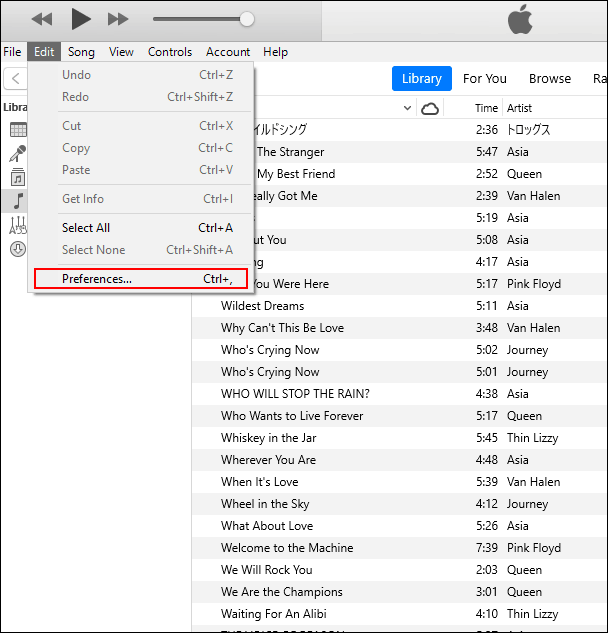 File Edit Song View Controls Account Help
Undo Ctrl+Z
Redo Ctrl+Shift+Z
Cut Ctrl+X
Copy Ctrl+C
Paste Ctrl+V
Get Info Ctrl+I
Select All Ctrl+A
Select None Ctrl+Shift+A
Preferences... Ctrl+,
Library For You Browse Ra
Libra
Time Artist
イルドシング 2:36 トロッグス
The Stranger 5:47 Asia
My Best Friend 2:52 Queen
eally Got Me 2:39 Van Halen
s 5:19 Asia
ut You 5:08 Asia
ng 4:17 Asia
You Were Here 5:17 Pink Floyd
Wildest Dreams 5:11 Asia
Why Can't This Be Love 3:48 Van Halen
Who's Crying Now 5:02 Journey
Who's Crying Now 5:01 Journey
WHO WILL STOP THE RAIN? 4:38 Asia
Who Wants to Live Forever 5:17 Queen
Whiskey in the Jar 5:45 Thin Lizzy
Wherever You Are 4:48 Asia
When It's Love 5:39 Van Halen
Wheel in the Sky 4:12 Journey
What About Love 5:26 Asia
Welcome to the Machine 7:39 Pink Floyd
We Will Rock You 2:03 Queen
We Are the Champions 3:01 Queen
Waiting For An Alibi 4:10 Thin Lizzy